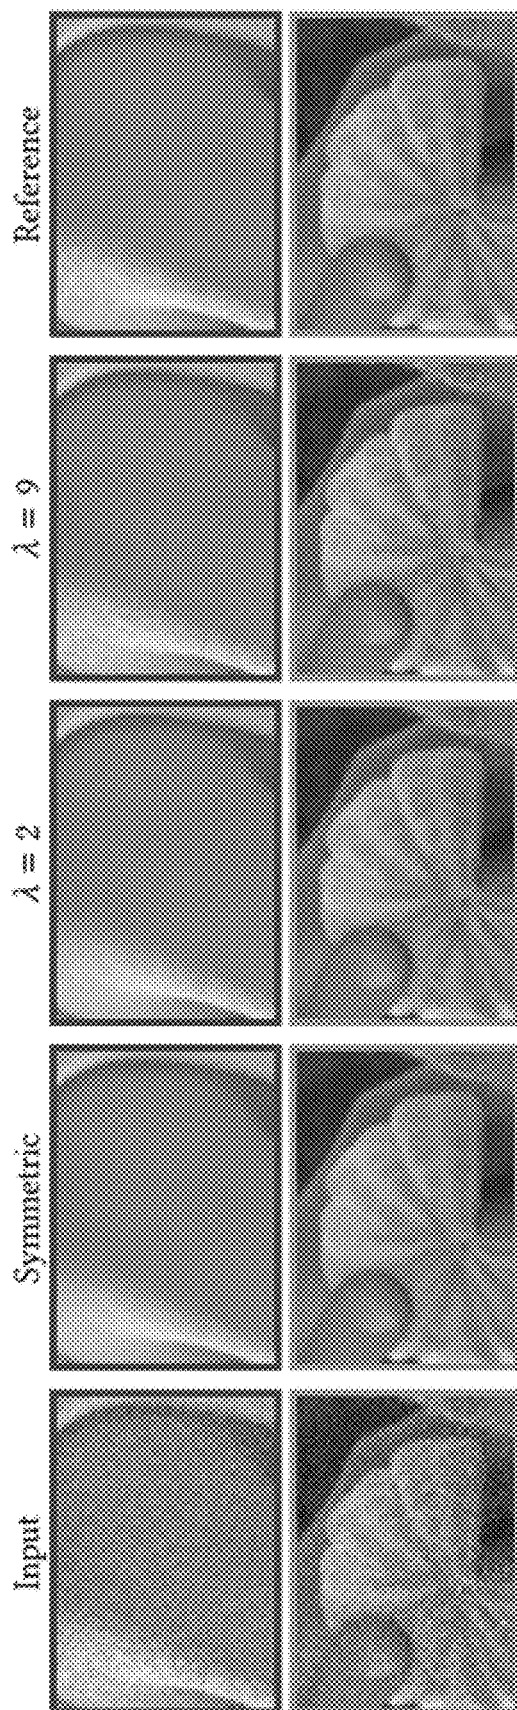 Input
Symmetric
λ = 2
λ = 9
Reference